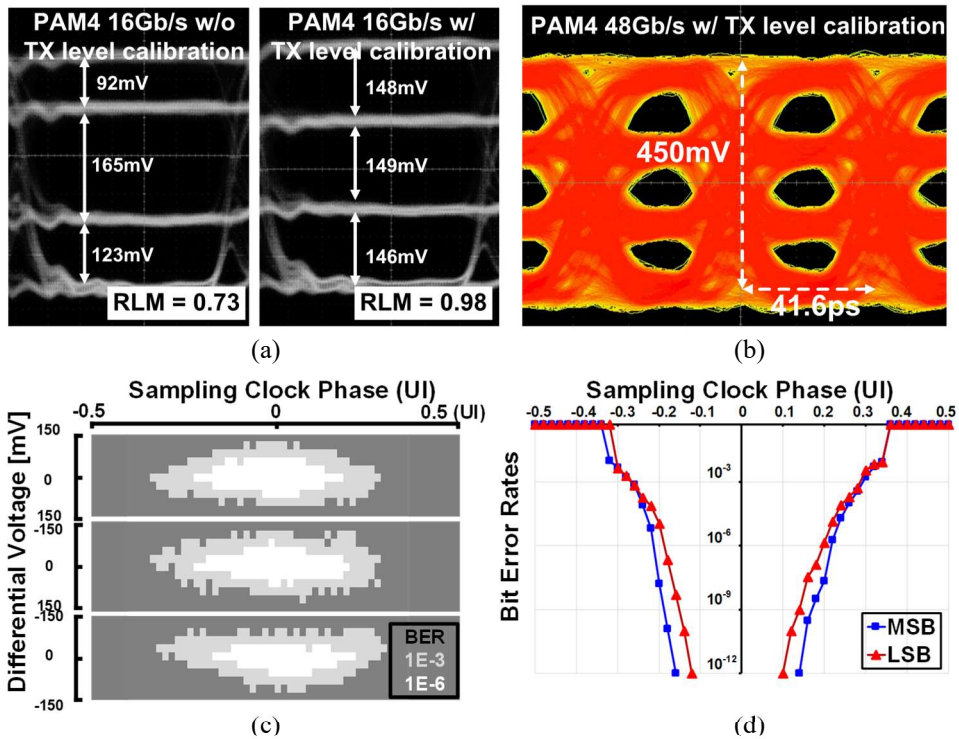 PAM4 16Gb/s w/o
TX level calibration
92mV
165mV
123mV
RLM = 0.73
PAM4 16Gb/s w/
TX level calibration
148mV
149mV
146mV
RLM = 0.98
(a)
PAM4 48Gb/s w/ TX level calibration
450mV
41.6ps
(b)
Sampling Clock Phase (UI)
-0.5 0 0.5 (UI)
Differential Voltage [mV]
150
0
150
-150
0
150
-150
0
-150
BER
1E-3
1E-6
(c)
Sampling Clock Phase (UI)
-0.5 -0.4 -0.3 -0.2 -0.1 0 0.1 0.2 0.3 0.4 0.5
Bit Error Rates
10-3
10-6
10-9
10-12
MSB
LSB
(d)